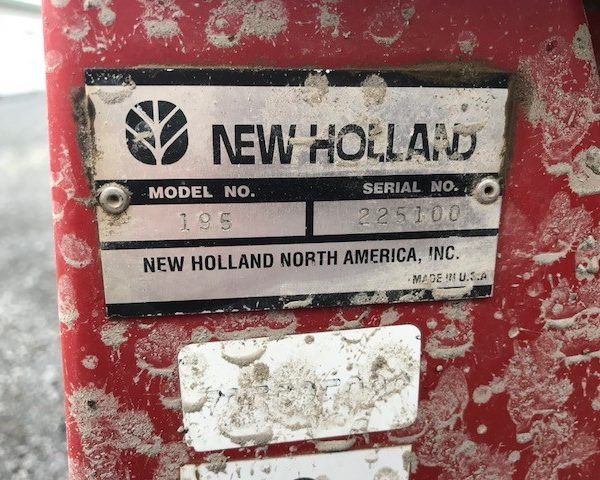 NEW HOLLAND
MODEL NO. SERIAL NO.
195 225100
NEW HOLLAND NORTH AMERICA, INC.
MADE IN U.S.A